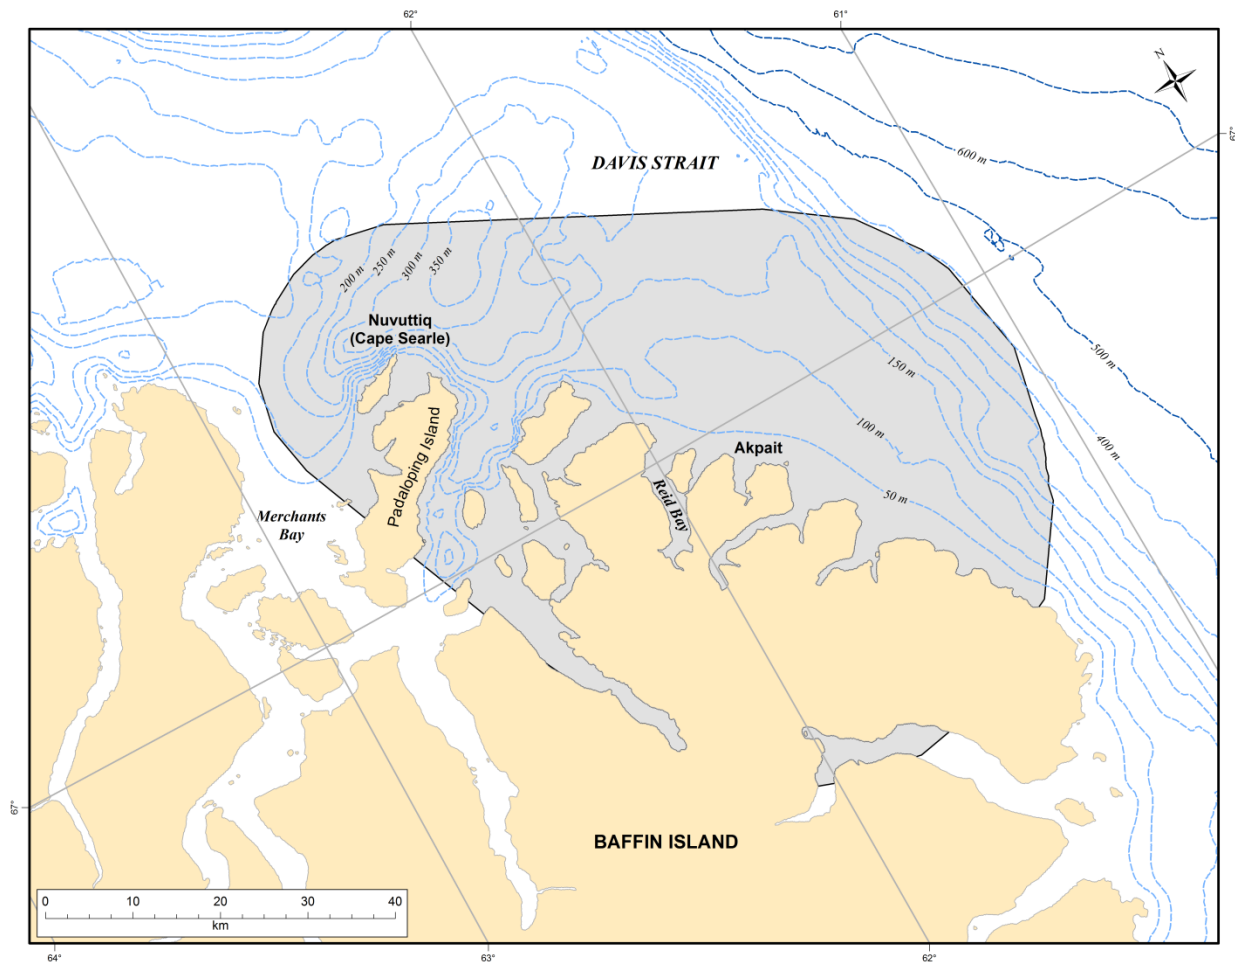 62°
61°
N
67°
600 m
DAVIS STRAIT
200 m
250 m
300 m
350 m
Nuvuttiq
(Cape Searle)
500 m
150 m
Padaloping Island
100 m
400 m
Akpait
50 m
Reid Bay
Merchants
Bay
67°
BAFFIN ISLAND
0 10 20 30 40
km
64°
63°
62°